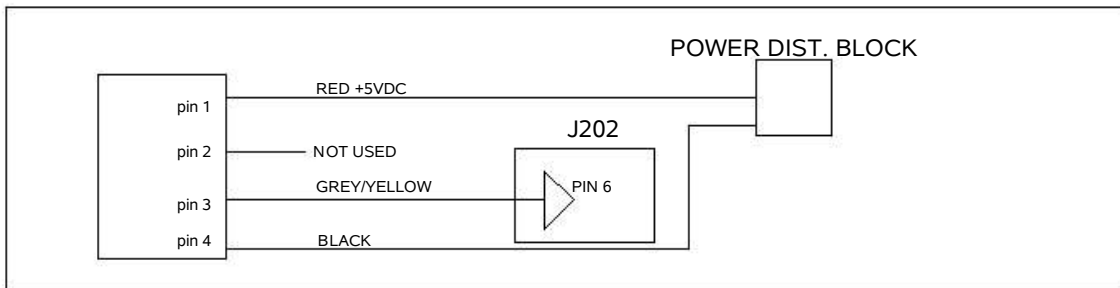 POWER DIST. BLOCK
RED +5VDC
pin 1
J202
pin 2
NOT USED
GREY/YELLOW
PIN 6
pin 3
BLACK
pin 4